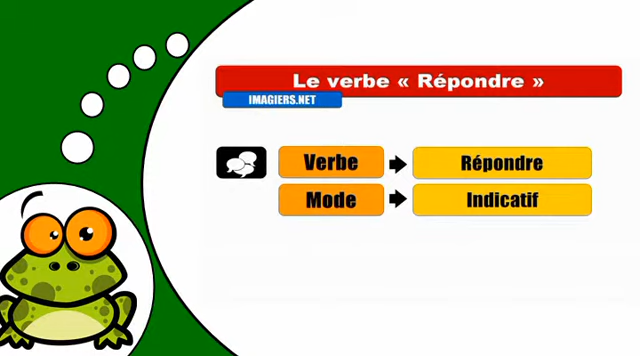 Le verbe « Répondre »
IMAGIERS.NET
Verbe Répondre
Mode Indicatif